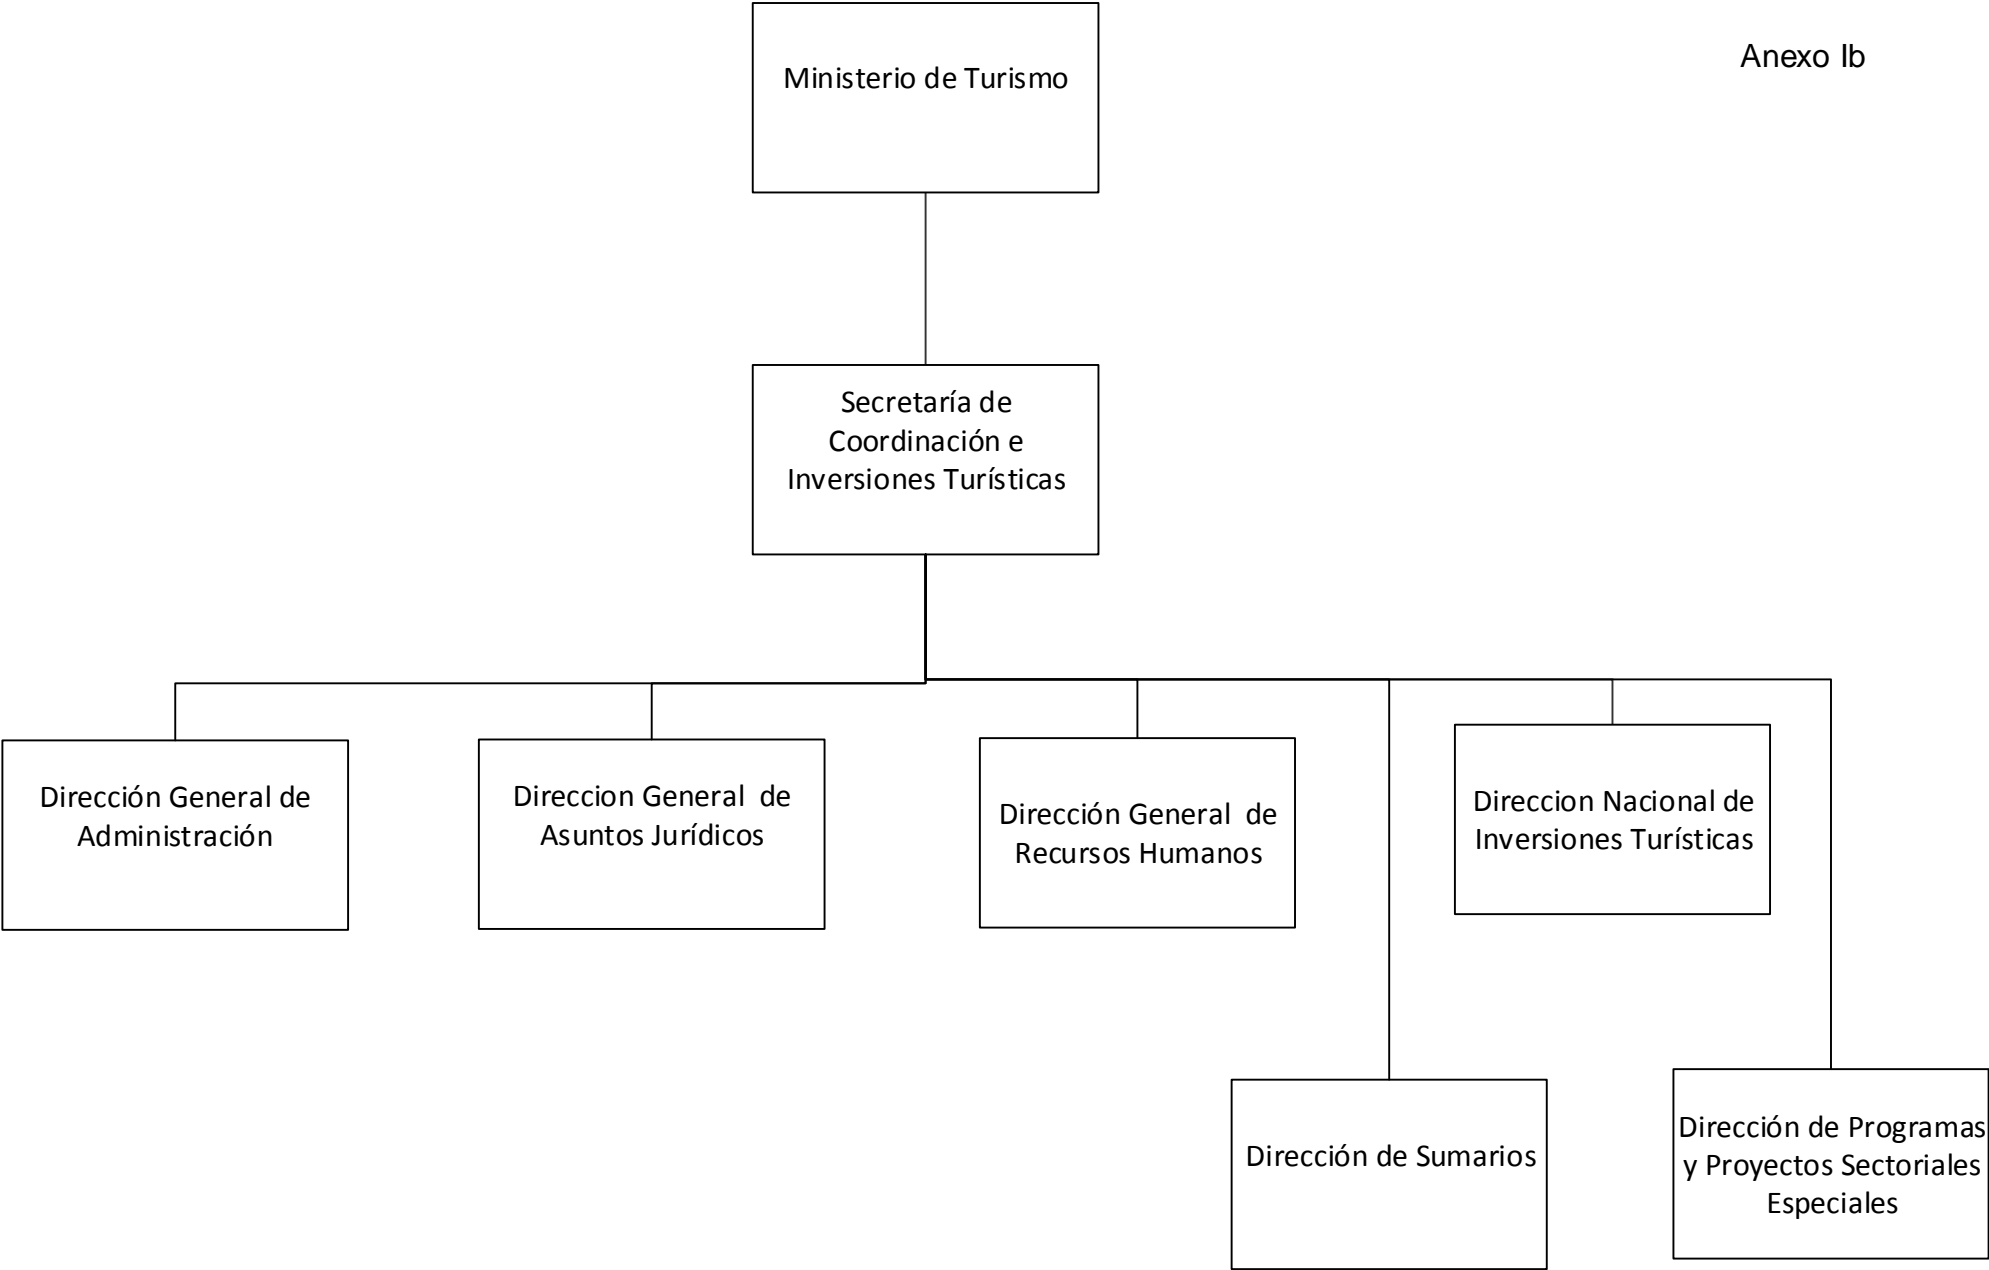 Anexo Ib
Ministerio de Turismo
Secretaría de
Coordinación e
Inversiones Turísticas
Dirección General de
Administración
Direccion General  de
Asuntos Jurídicos
Dirección General  de
Recursos Humanos
Direccion Nacional de
Inversiones Turísticas
Dirección de Sumarios
Dirección de Programas
y Proyectos Sectoriales
Especiales